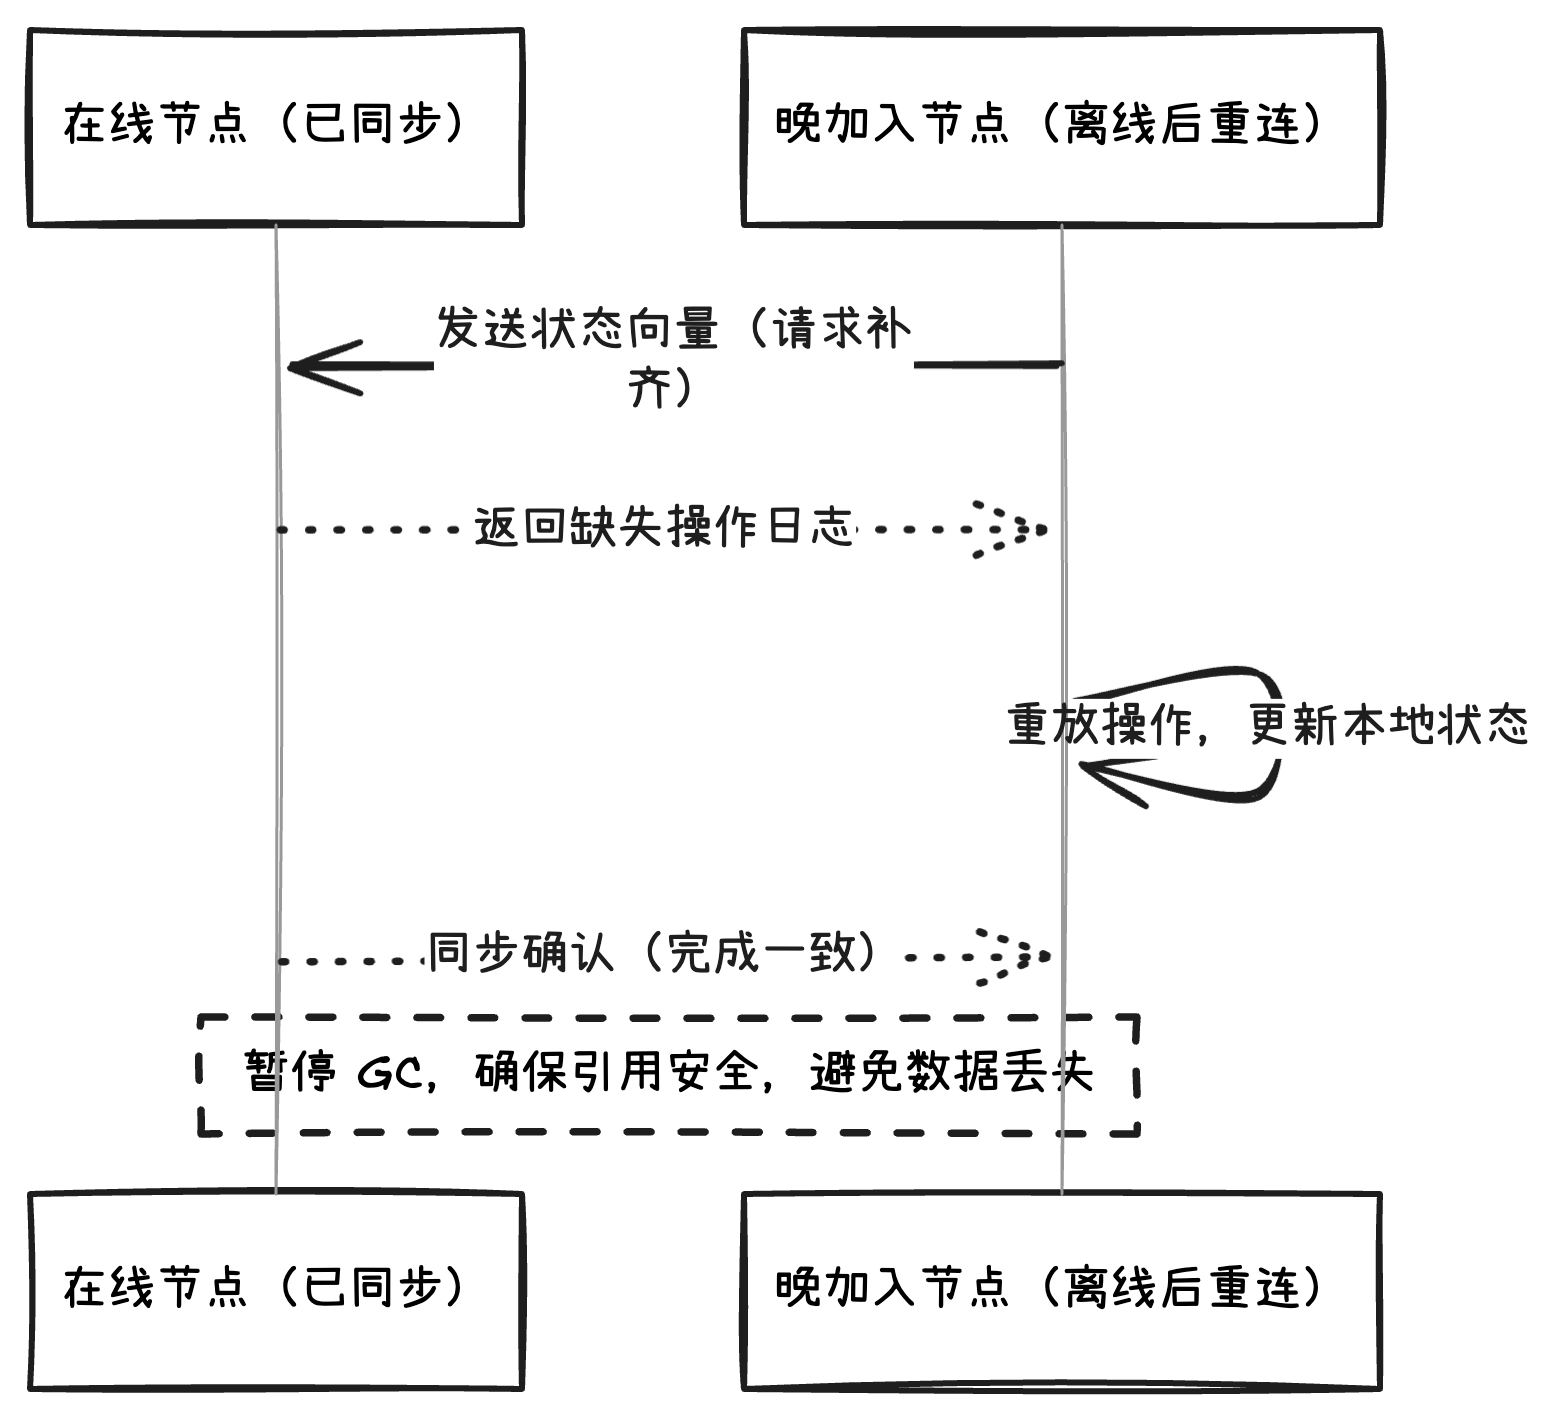 在线节点（已同步）
晚加入节点（离线后重连）
发送状态向量（请求补
齐）
返回缺失操作日志
重放操作，更新本地状态
同步确认（完成一致）
暂停 GC，确保引用安全，避免数据丢失
在线节点（已同步）
晚加入节点（离线后重连）